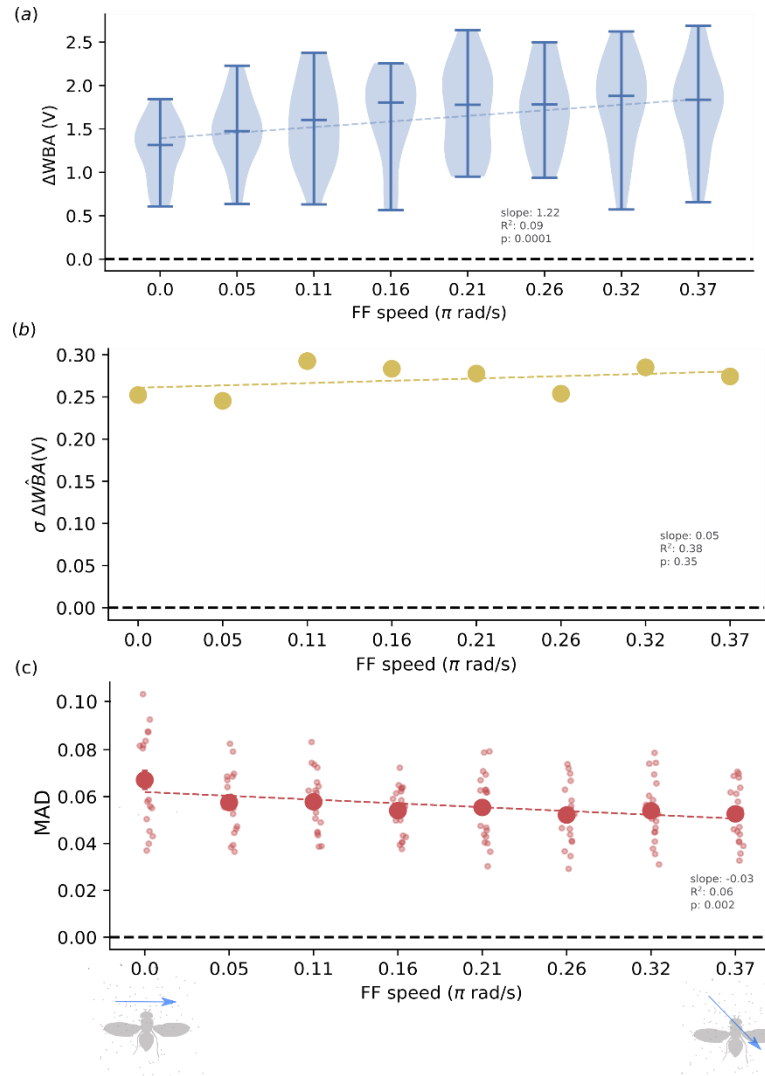 (a)
2.5
2.0
1.5
1.0
0.5
0.0
ΔWBA (V)
slope: 1.22
R²: 0.09
p: 0.0001
0.0 0.05 0.11 0.16 0.21 0.26 0.32 0.37
FF speed (π rad/s)
(b)
0.30
0.25
0.20
0.15
0.10
0.05
0.00
σ ΔŴBA(V)
slope: 0.05
R²: 0.38
p: 0.35
0.0 0.05 0.11 0.16 0.21 0.26 0.32 0.37
FF speed (π rad/s)
(c)
0.10
0.08
0.06
0.04
0.02
0.00
MAD
slope: -0.03
R²: 0.06
p: 0.002
0.0 0.05 0.11 0.16 0.21 0.26 0.32 0.37
FF speed (π rad/s)